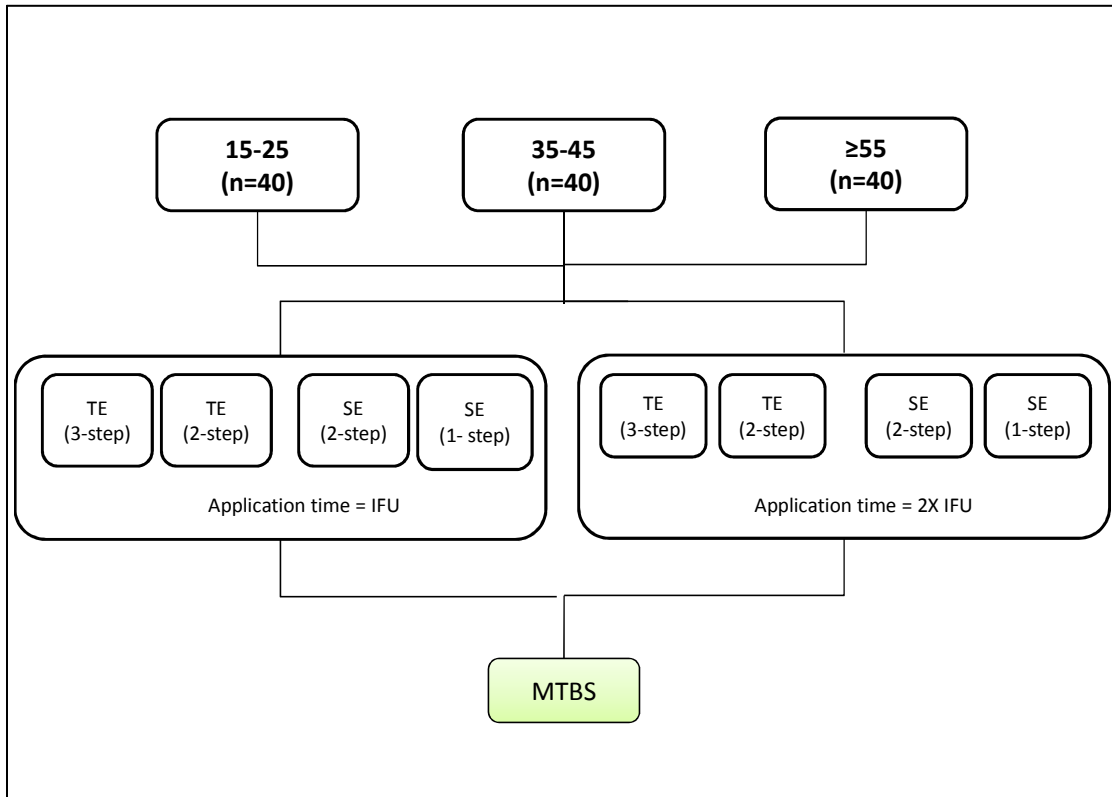 15-25
(n=40)
35-45
(n=40)
≥55
(n=40)
TE
(3-step)
TE
(2-step)
SE
(2-step)
SE
(1- step)
Application time = IFU
TE
(3-step)
TE
(2-step)
SE
(2-step)
SE
(1-step)
Application time = 2X IFU
MTBS